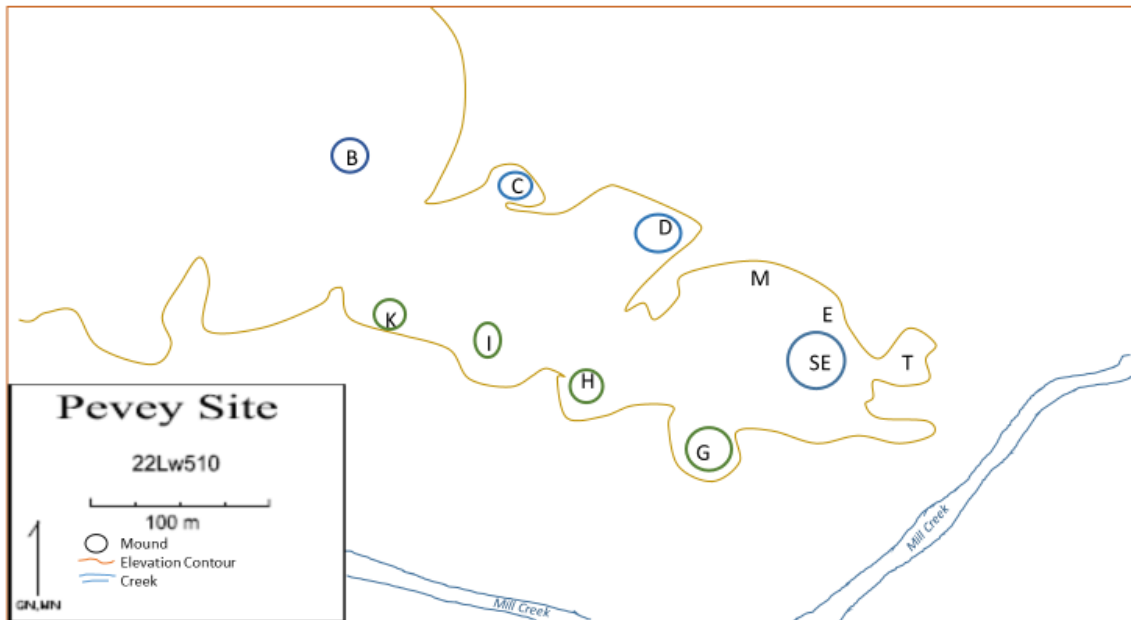 B
C
D
M
E
K
I
SE
T
H
G
Mill Creek
Mill Creek
Pevey Site
22Lw510
100 m
Mound
Elevation Contour
Creek
GN,MN